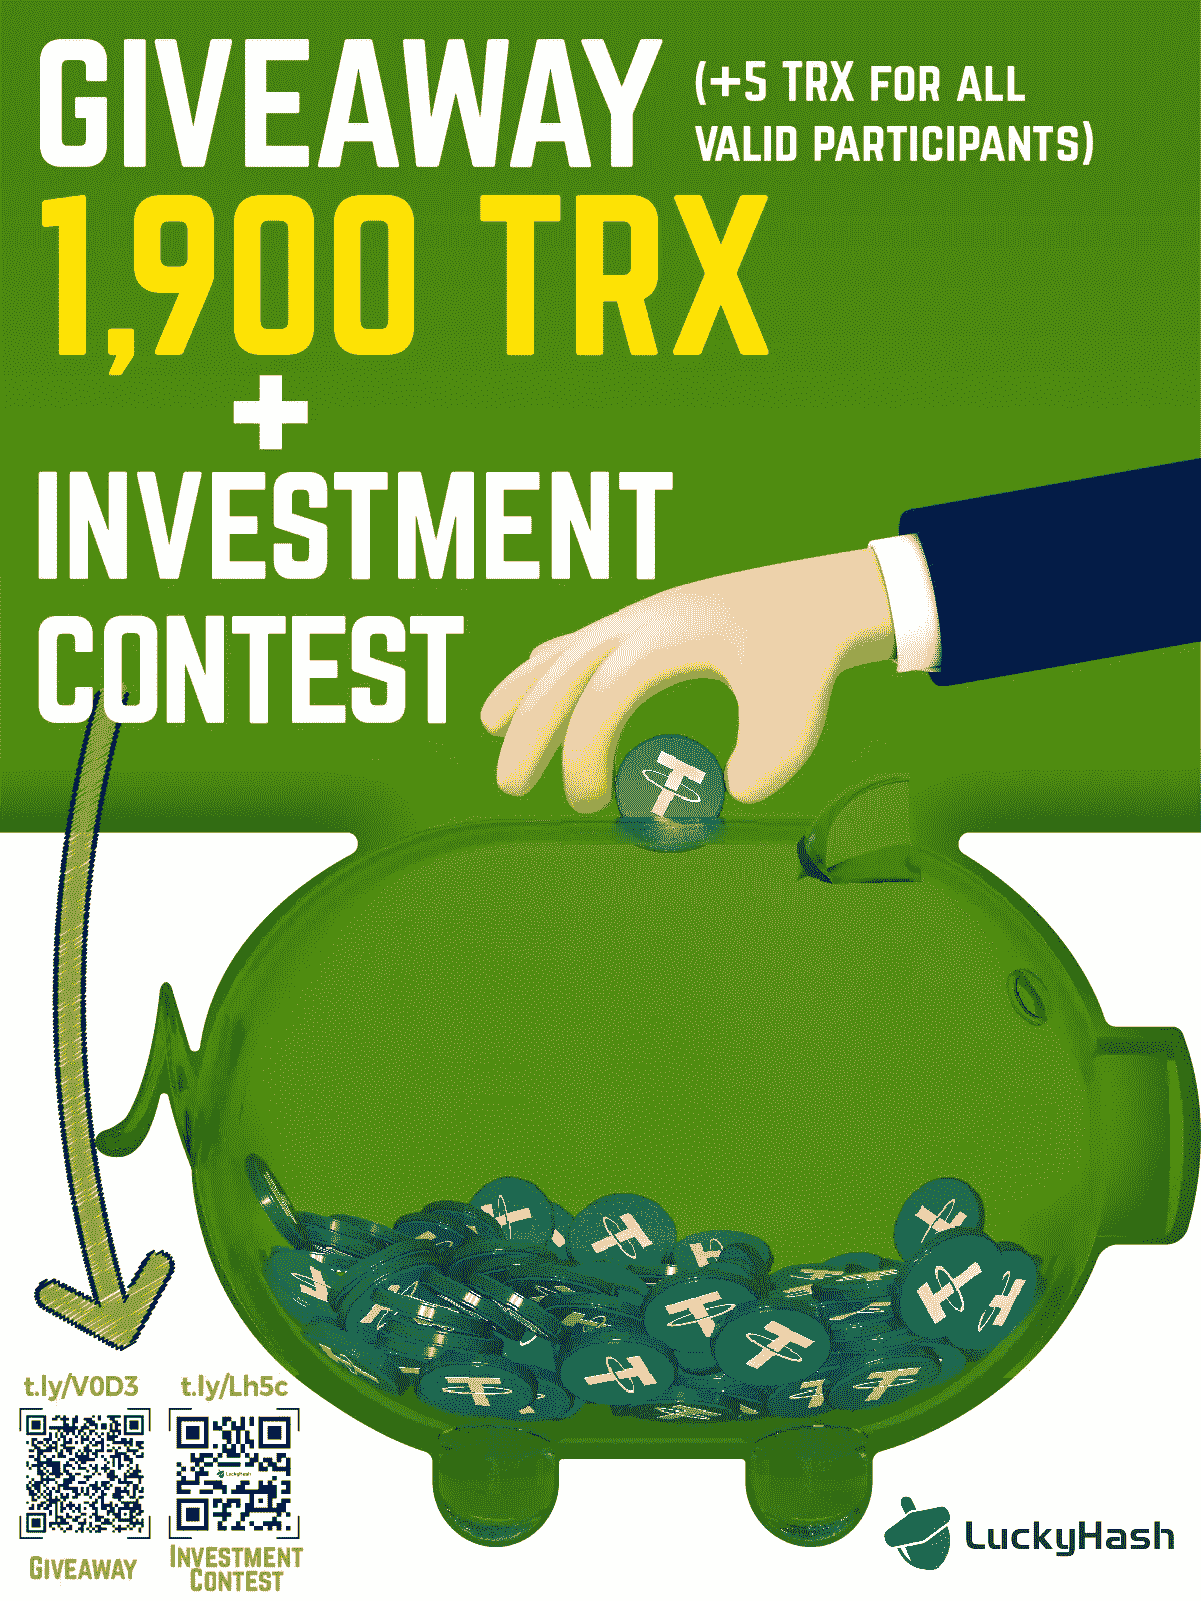 GIVEAWAY
(+5 TRX FOR ALL
VALID PARTICIPANTS)
1,900 TRX
+
INVESTMENT
CONTEST
t.ly/V0D3
t.ly/Lh5c
GIVEAWAY
INVESTMENT
CONTEST
LuckyHash
LuckyHash